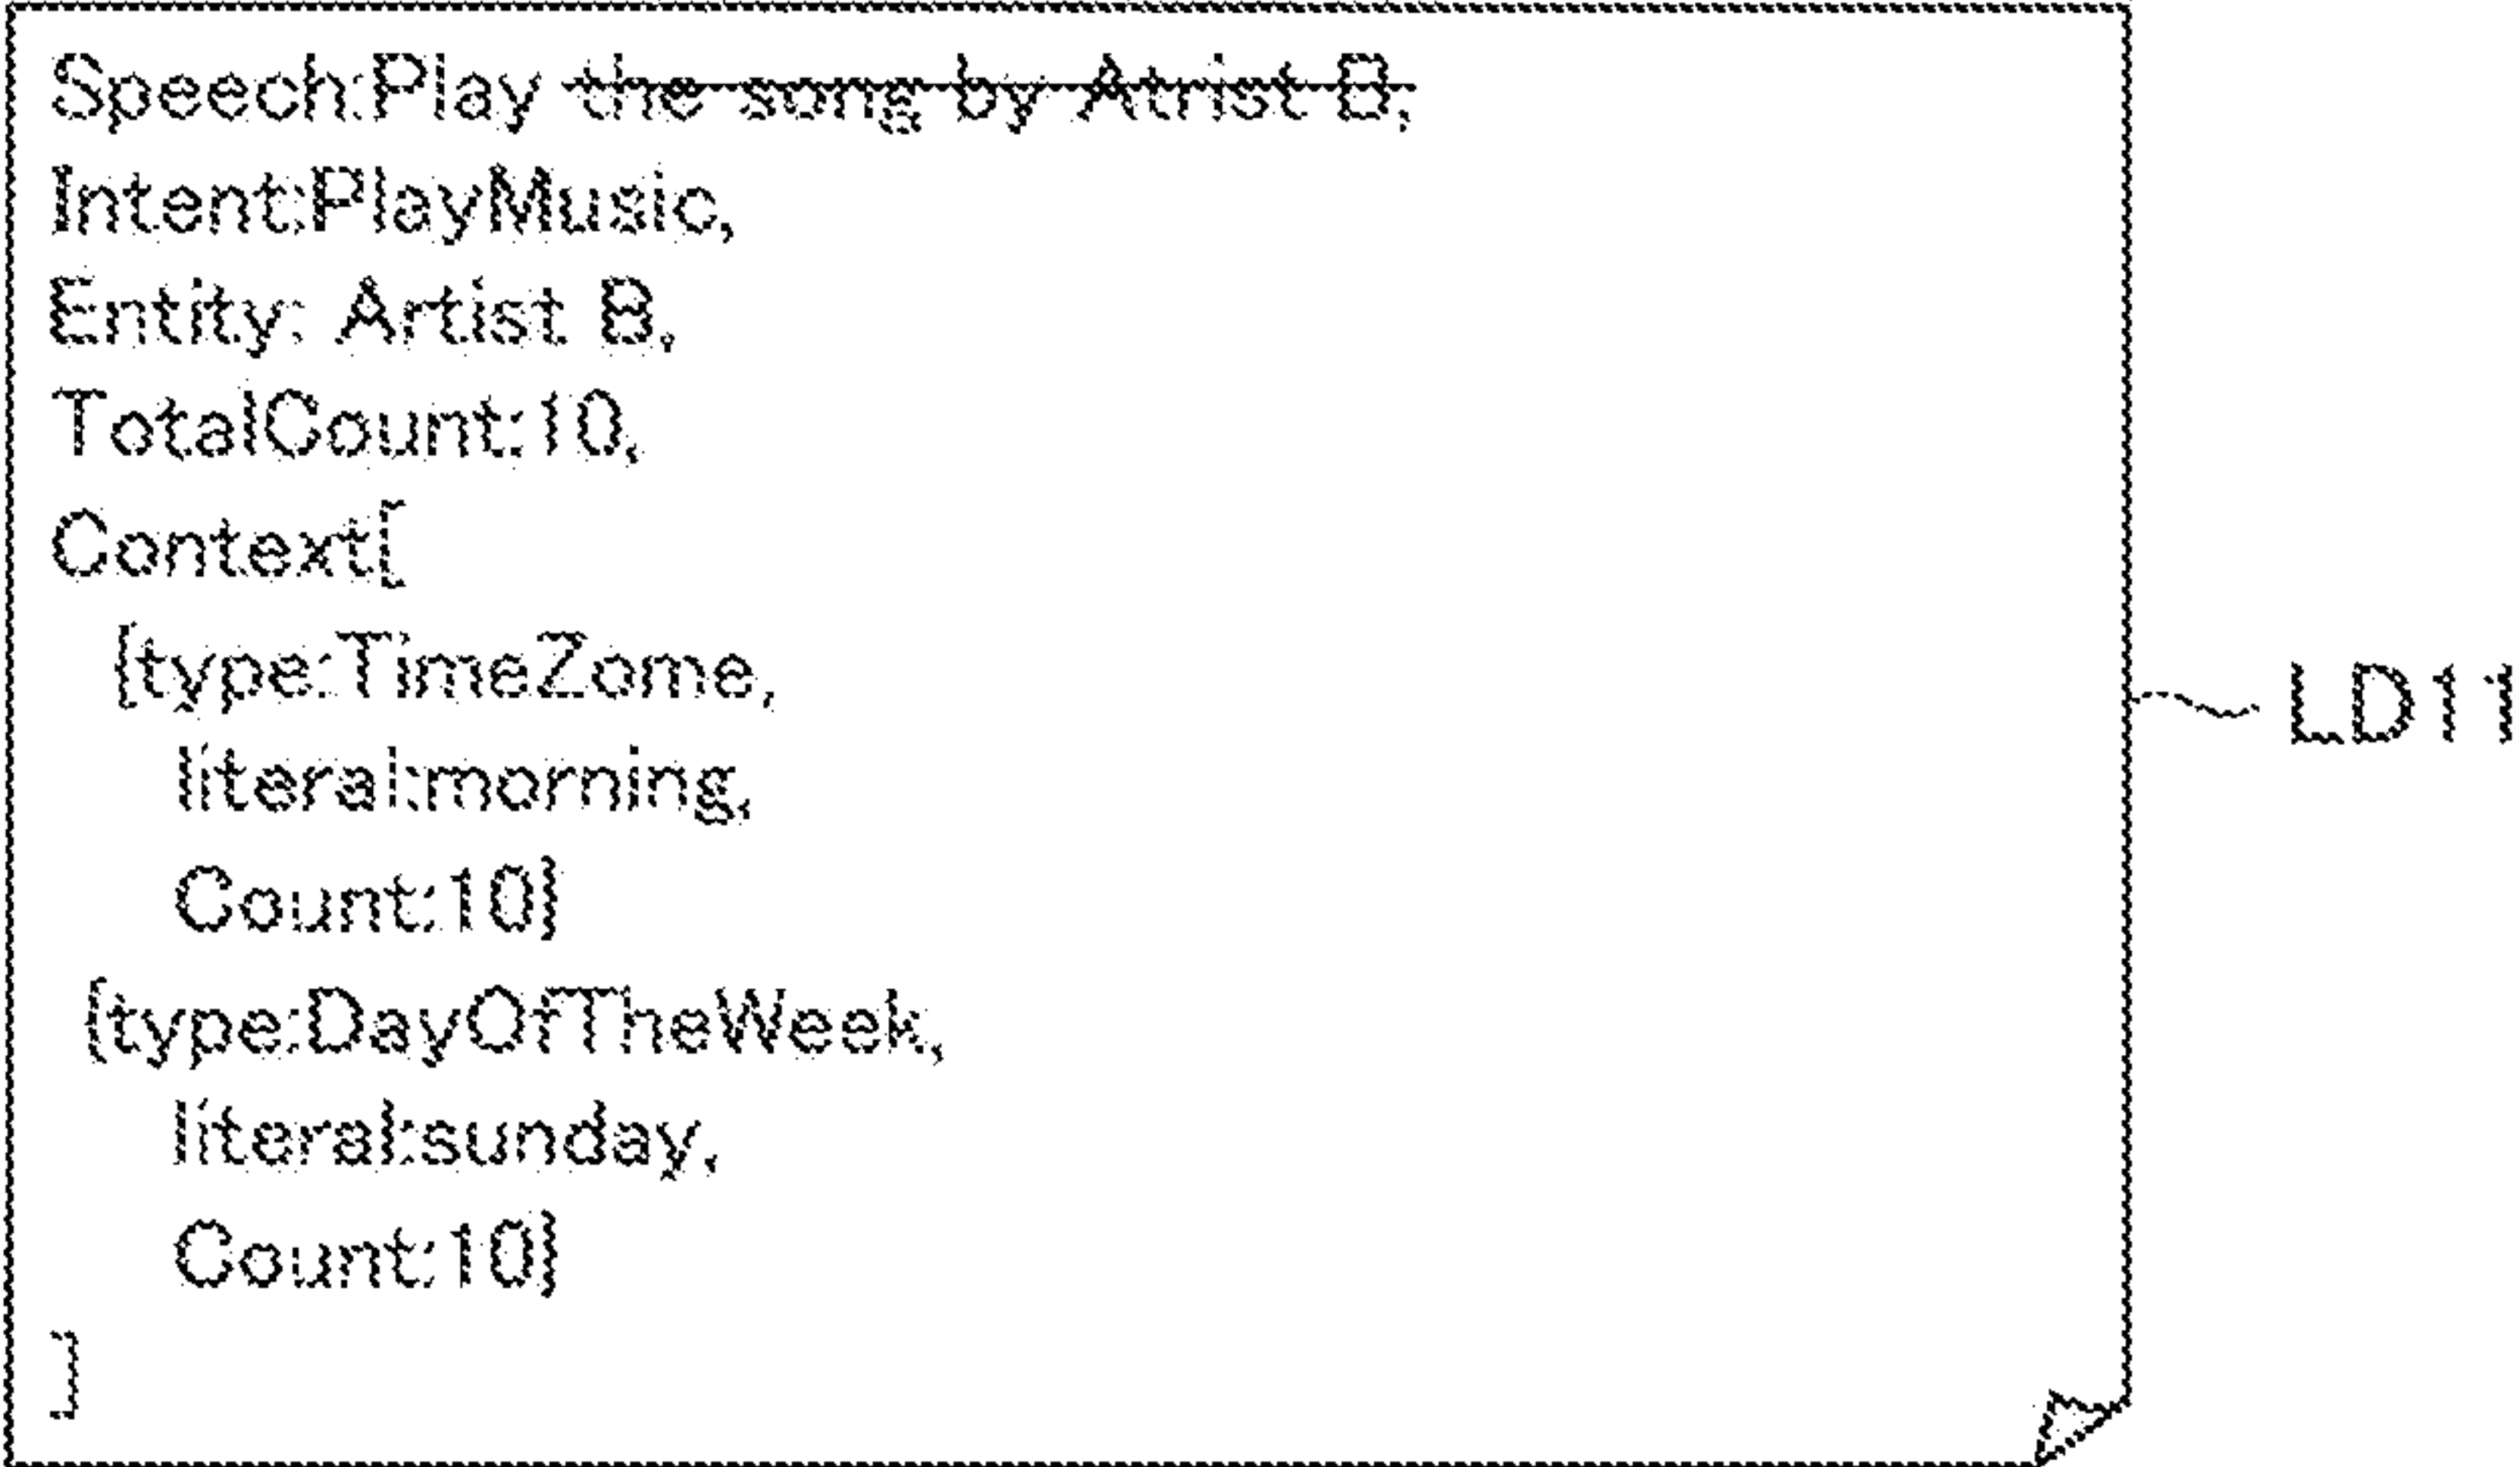 Speech:Play the song by Atrist B,
Intent:PlayMusic,
Entity: Artist B,
TotalCount:10,
Context[
{type:TimeZome,
literal:morning,
Count:10}
{type:DayOfTheWeek,
literal:sunday,
Count:10}
]
LD11